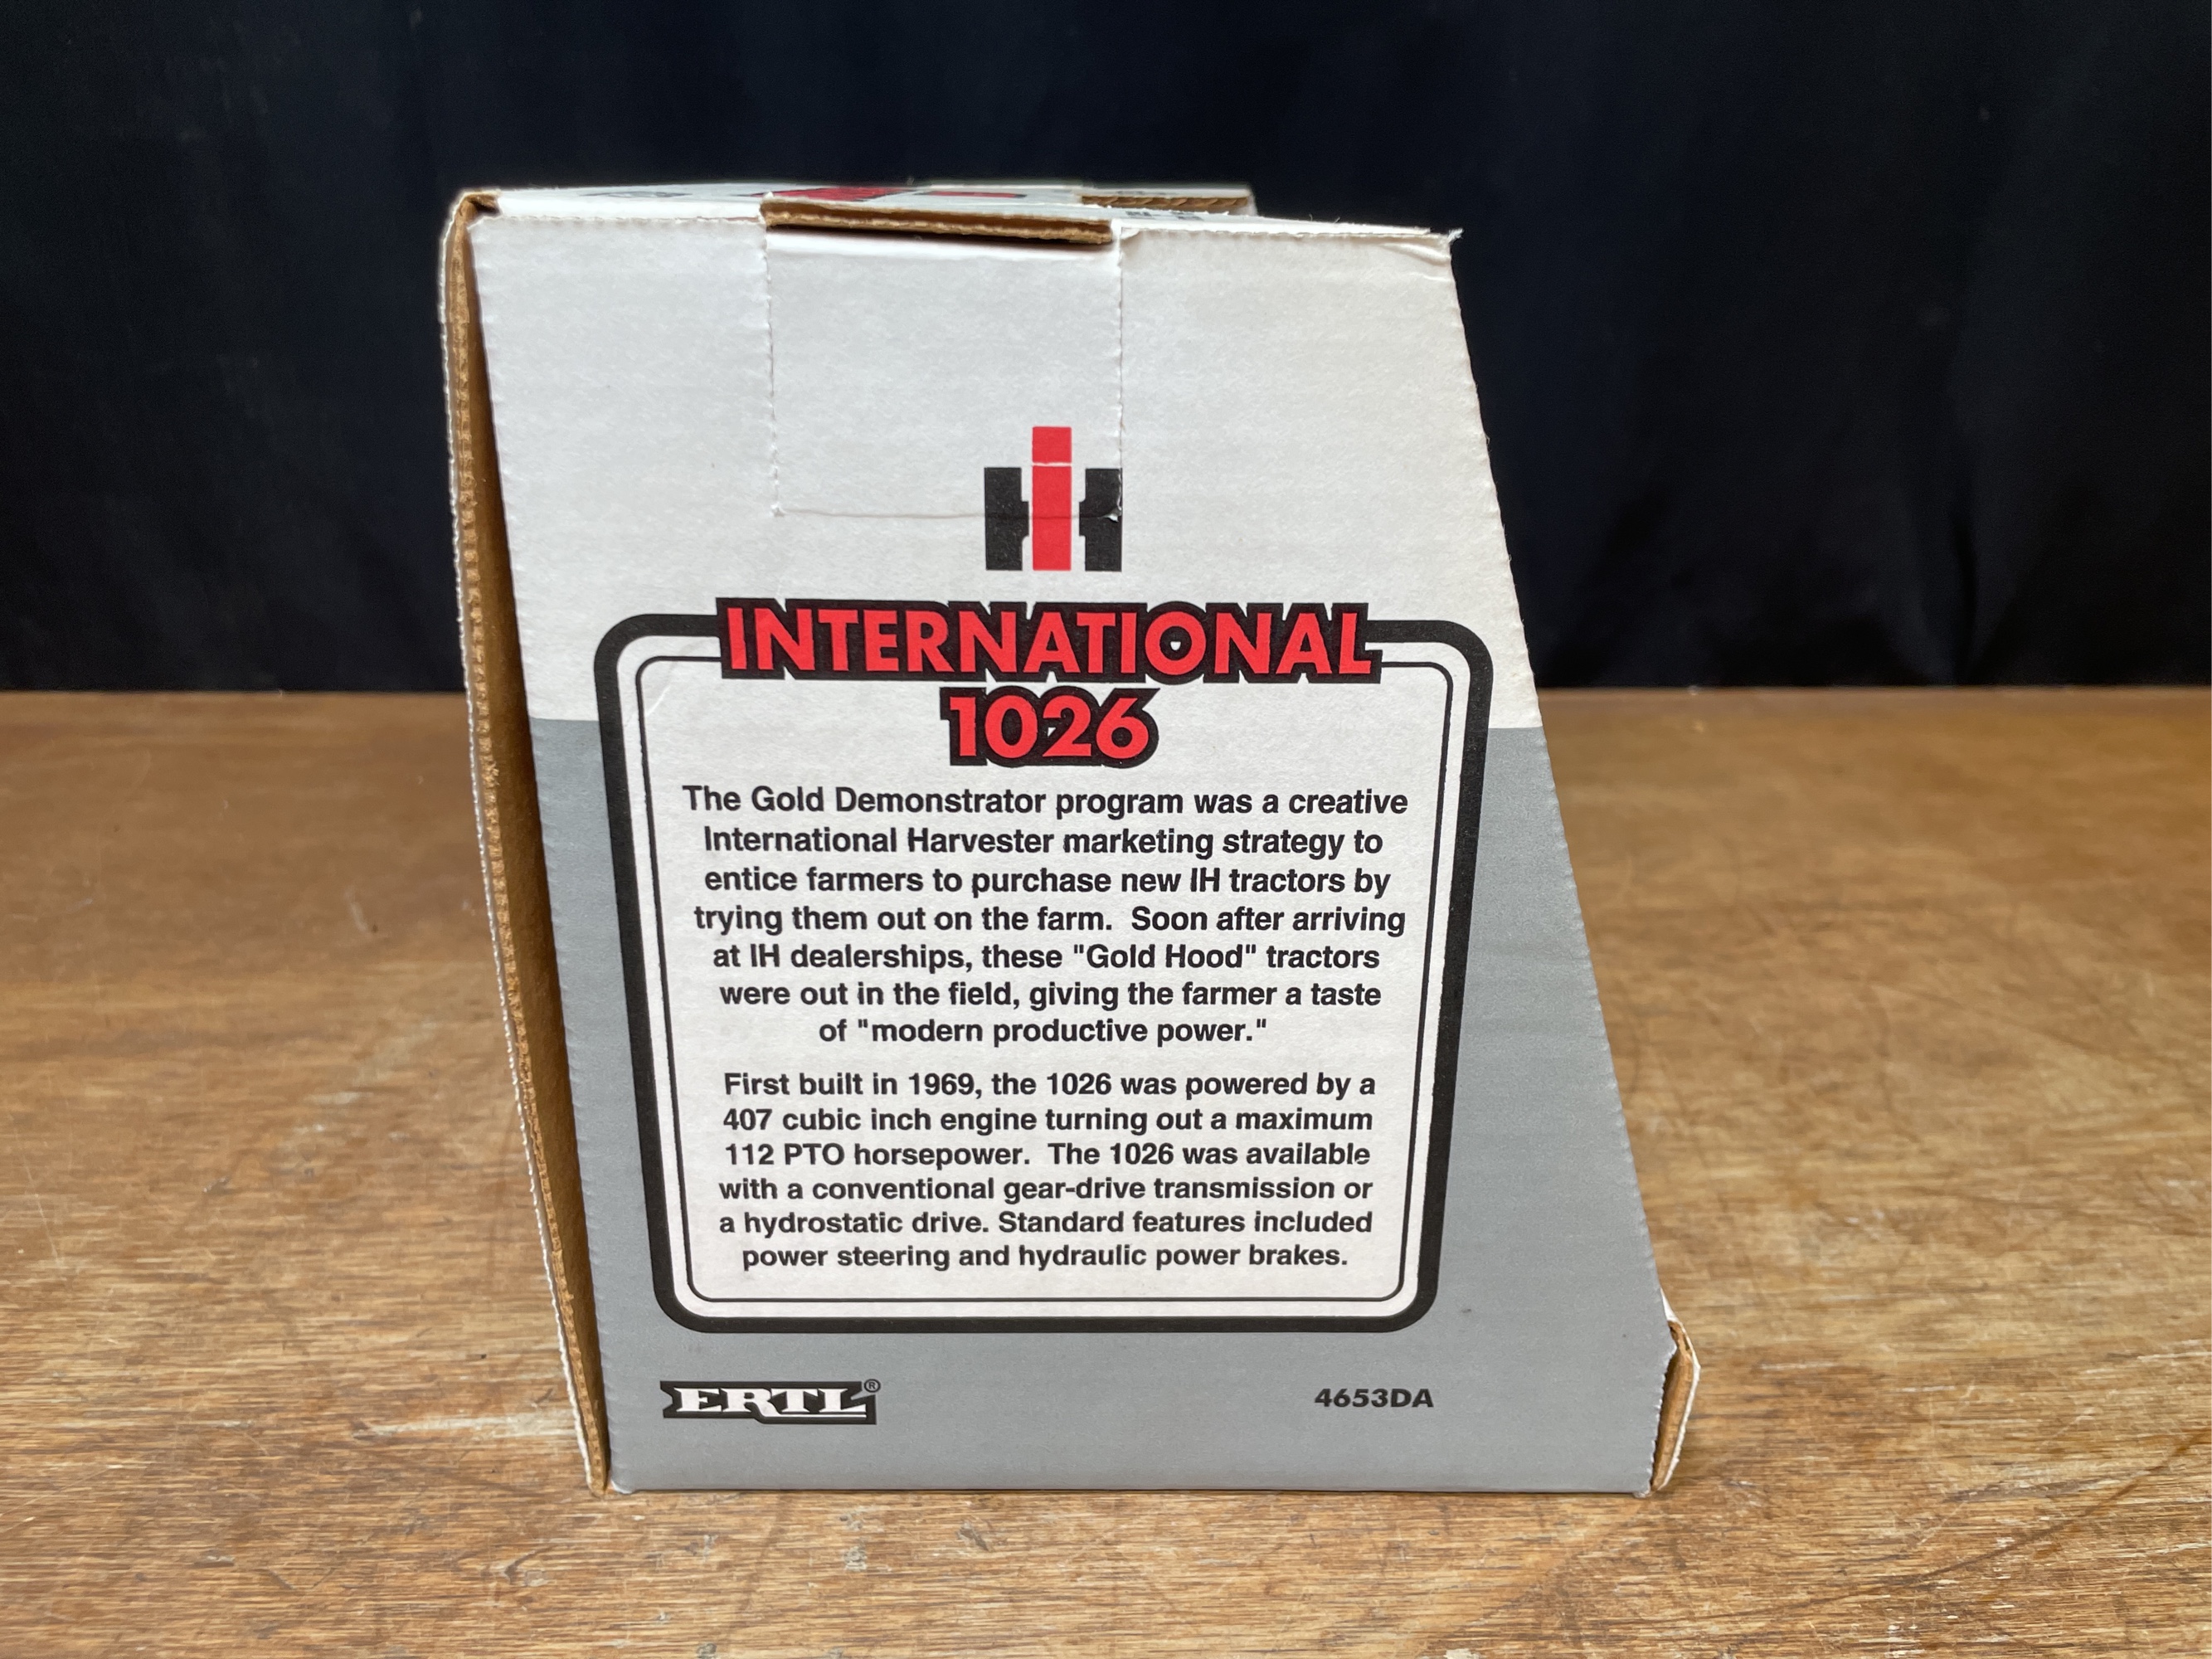 IH
INTERNATIONAL
1026
The Gold Demonstrator program was a creative
International Harvester marketing strategy to
entice farmers to purchase new IH tractors by
trying them out on the farm.  Soon after arriving
at IH dealerships, these "Gold Hood" tractors
were out in the field, giving the farmer a taste
of "modern productive power."
First built in 1969, the 1026 was powered by a
407 cubic inch engine turning out a maximum
112 PTO horsepower.  The 1026 was available
with a conventional gear-drive transmission or
a hydrostatic drive. Standard features included
power steering and hydraulic power brakes.
ERTL®
4653DA